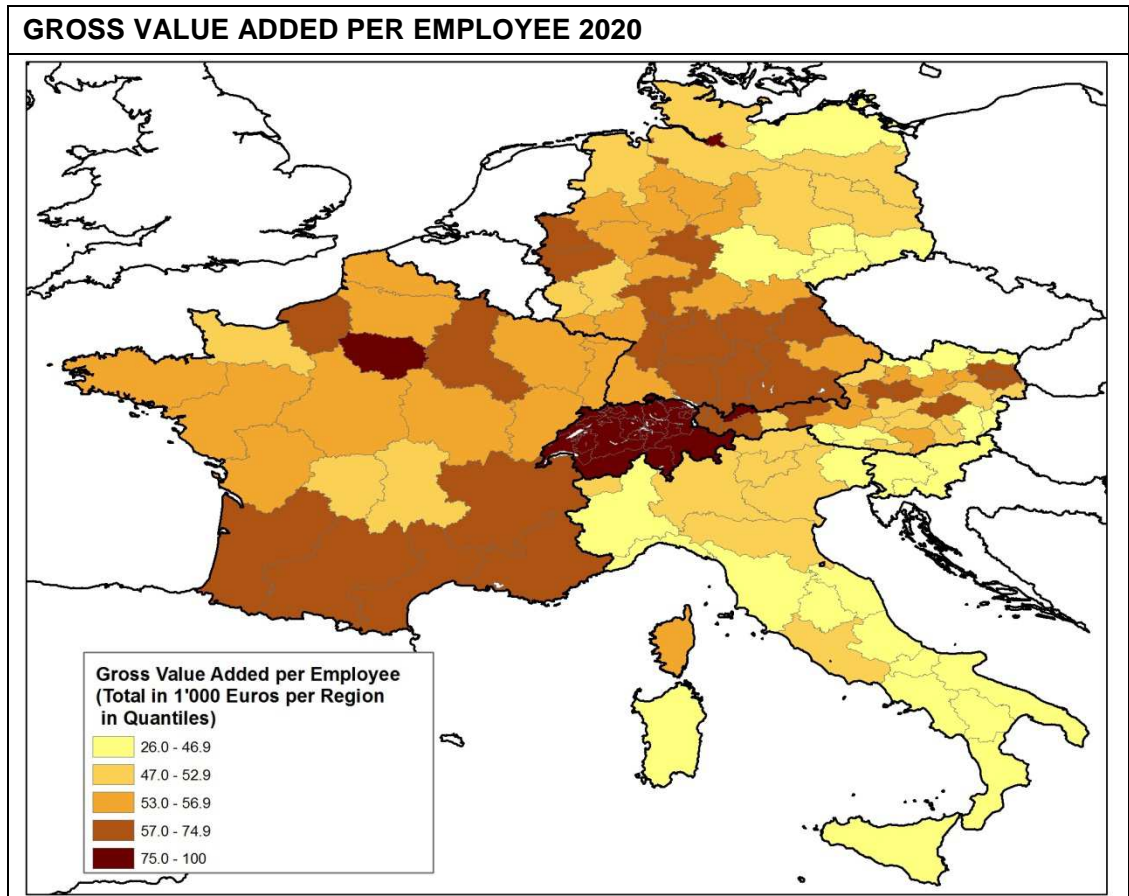 GROSS VALUE ADDED PER EMPLOYEE 2020
Gross Value Added per Employee
(Total in 1'000 Euros per Region
in Quantiles)
26.0 - 46.9
47.0 - 52.9
53.0 - 56.9
57.0 - 74.9
75.0 - 100